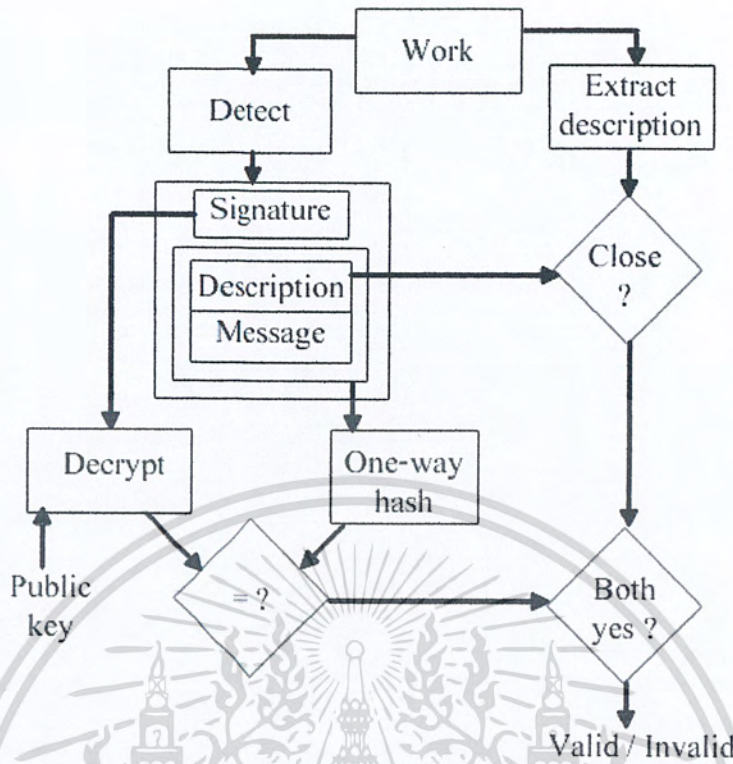 Work
Detect
Extract
description
Signature
Description
Message
Close
?
Decrypt
One-way
hash
Public
key
= ?
Both
yes ?
Valid / Invalid